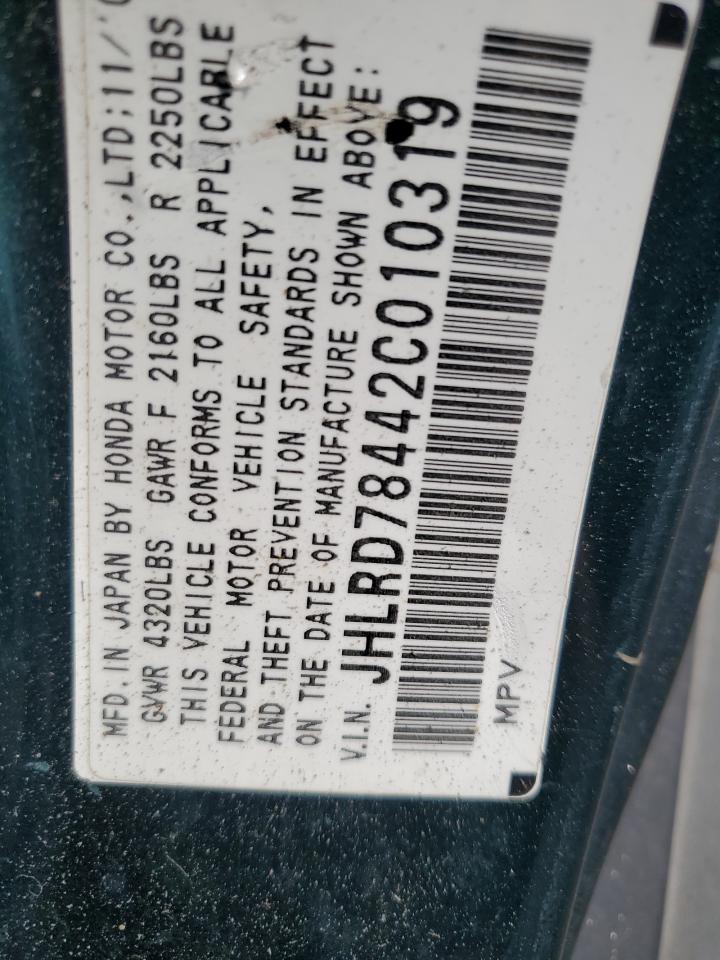 MFD.IN JAPAN BY HONDA MOTOR CO.,LTD:11/'0
GVWR 4320LBS GAWR F 2160LBS R 2250LBS
THIS VEHICLE CONFORMS TO ALL APPLICABLE
FEDERAL MOTOR VEHICLE SAFETY,
AND THEFT PREVENTION STANDARDS IN EFFECT
ON THE DATE OF MANUFACTURE SHOWN ABOVE:
V.I.N. JHLRD78442C010319
MPV